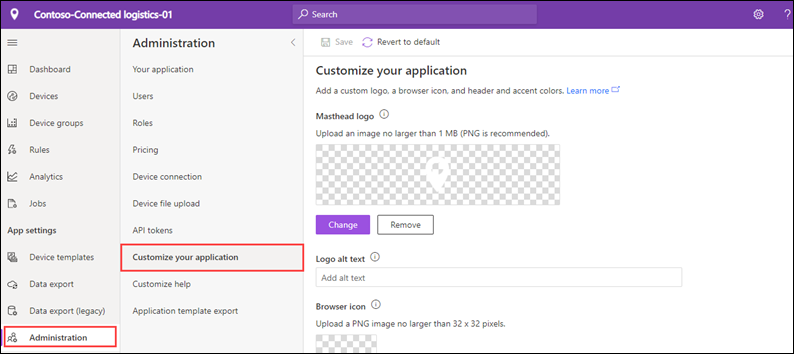 Contoso-Connected logistics-01
Search
Dashboard
Devices
Device groups
Rules
Analytics
Jobs
App settings
Device templates
Data export
Data export (legacy)
Administration
Administration
Your application
Users
Roles
Pricing
Device connection
Device file upload
API tokens
Customize your application
Customize help
Application template export
Save
Revert to default
Customize your application
Add a custom logo, a browser icon, and header and accent colors. Learn more
Masthead logo
Upload an image no larger than 1 MB (PNG is recommended).
Change
Remove
Logo alt text
Add alt text
Browser icon
Upload a PNG image no larger than 32 x 32 pixels.